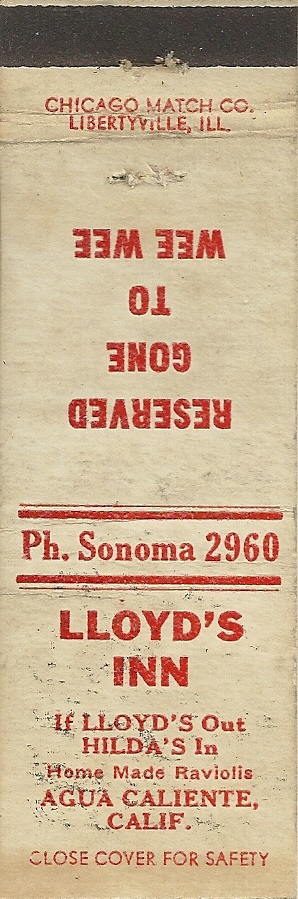 CHICAGO MATCH CO.
LIBERTYVILLE, ILL.
RESERVED
GONE
TO
WEE WEE
Ph. Sonoma 2960
LLOYD'S
INN
If LLOYD'S Out
HILDA'S In
Home Made Raviolis
AGUA CALIENTE,
CALIF.
CLOSE COVER FOR SAFETY